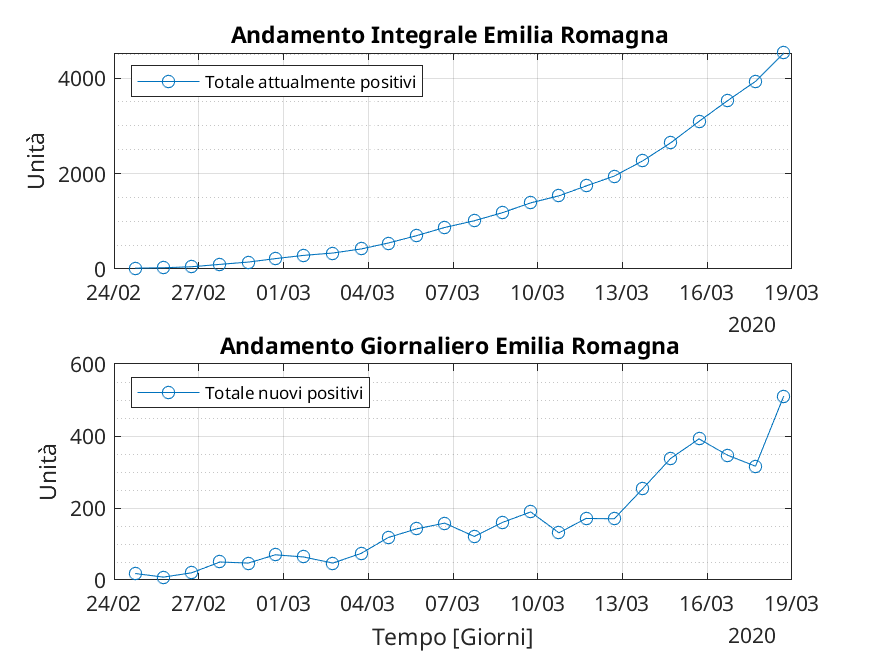 Andamento Integrale Emilia Romagna
Totale attualmente positivi
Unità
4000
2000
0
24/02 27/02 01/03 04/03 07/03 10/03 13/03 16/03 19/03
2020
Andamento Giornaliero Emilia Romagna
Totale nuovi positivi
Unità
600
400
200
0
24/02 27/02 01/03 04/03 07/03 10/03 13/03 16/03 19/03
Tempo [Giorni]
2020